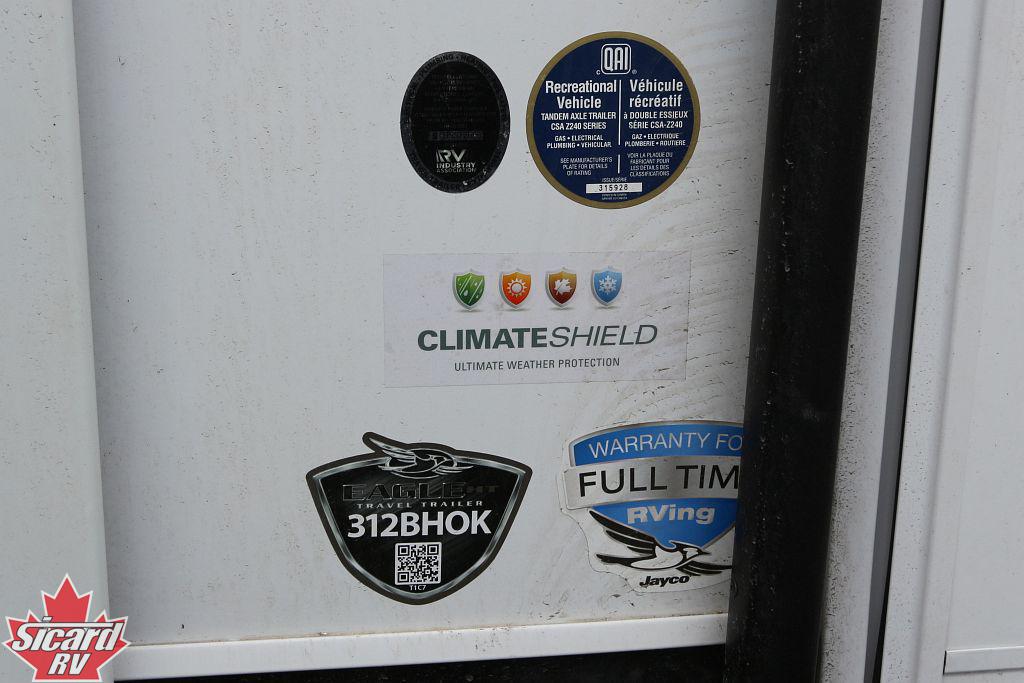 RV
INDUSTRY
ASSOCIATION
QAI
Recreational
Vehicle
TANDEM AXLE TRAILER
CSA Z240 SERIES
GAS • ELECTRICAL
PLUMBING • VEHICULAR
SEE MANUFACTURER'S
PLATE FOR DETAILS
OF RATING
Véhicule
récréatif
à DOUBLE ESSIEUX
SÉRIE CSA-Z240
GAZ • ELECTRIQUE
PLOMBERIE • ROUTIERE
VOIR LA PLAQUE DU
FABRICANT POUR
LES DÉTAILS DES
CLASSIFICATIONS
ISSUE/SÉRIE
315928
CLIMATESHIELD
ULTIMATE WEATHER PROTECTION
EAGLE HT
TRAVEL TRAILER
312BHOK
T1C7
WARRANTY FO
FULL TIM
RVing
Jayco
Sicard
RV